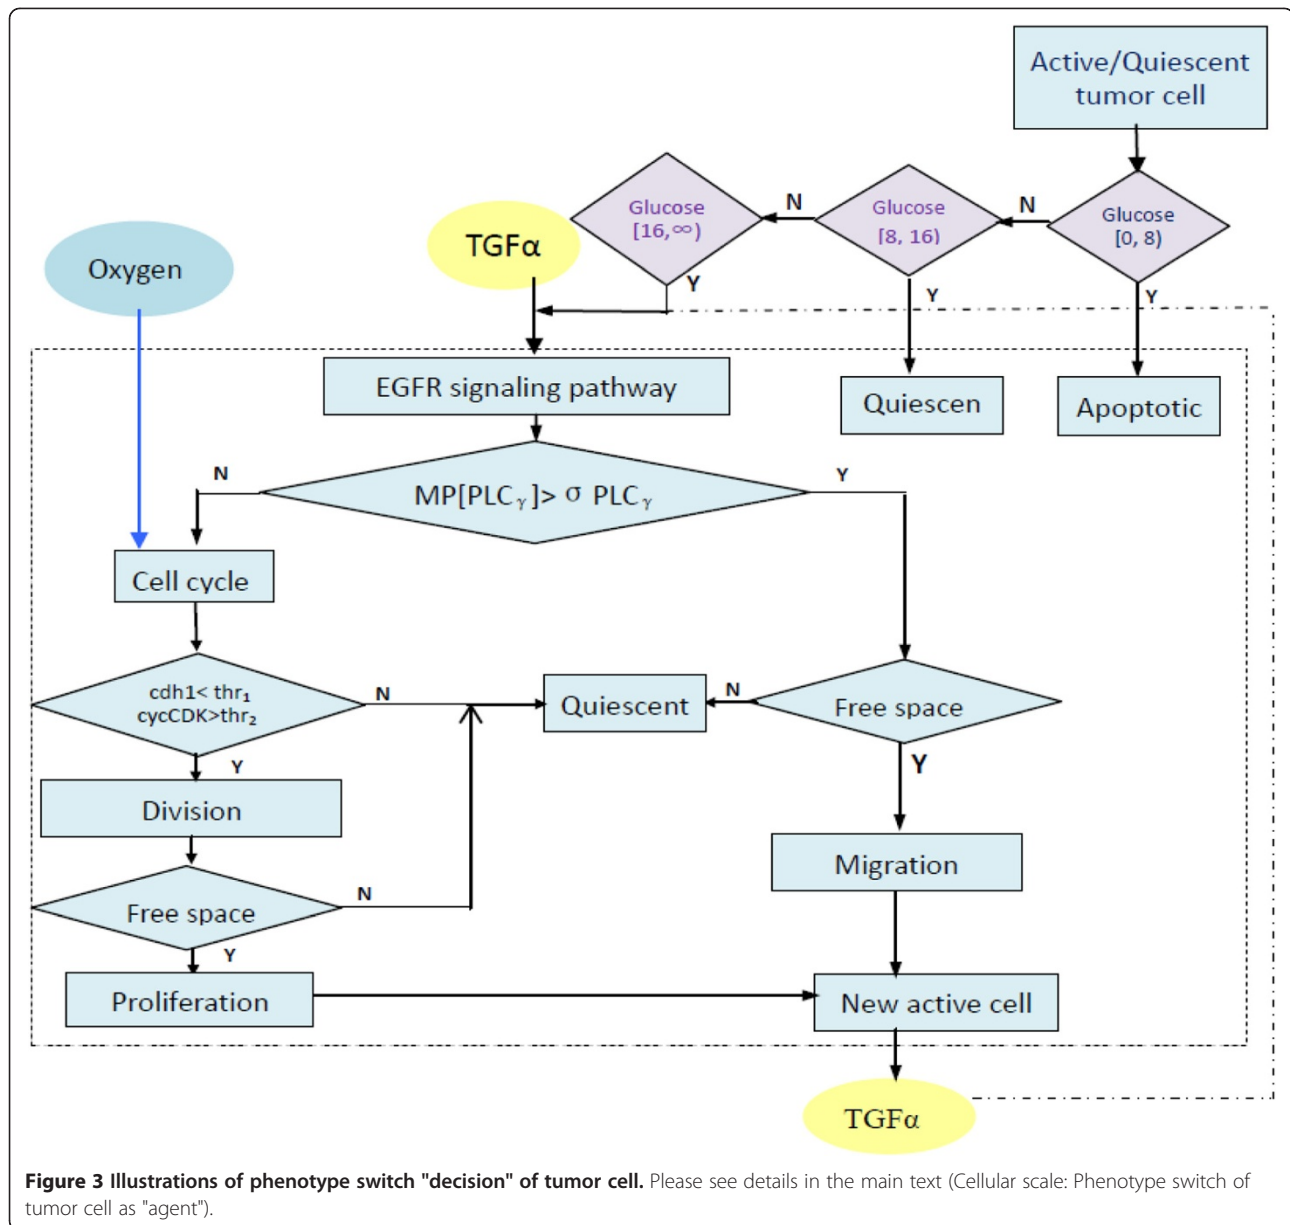 Active/Quiescent
tumor cell
Glucose
[16,∞)
N
Glucose
[8, 16)
N
Glucose
[0, 8)
TGFα
Oxygen
Y
Y
Y
EGFR signaling pathway
Quiescen
Apoptotic
N
MP[PLCγ]> σ PLCγ
Y
Cell cycle
cdh1< thr₁
cycCDK>thr₂
N
Quiescent
N
Free space
Y
Y
Division
Migration
Free space
N
Y
Proliferation
New active cell
TGFα
Figure 3 Illustrations of phenotype switch "decision" of tumor cell. Please see details in the main text (Cellular scale: Phenotype switch of
tumor cell as "agent").